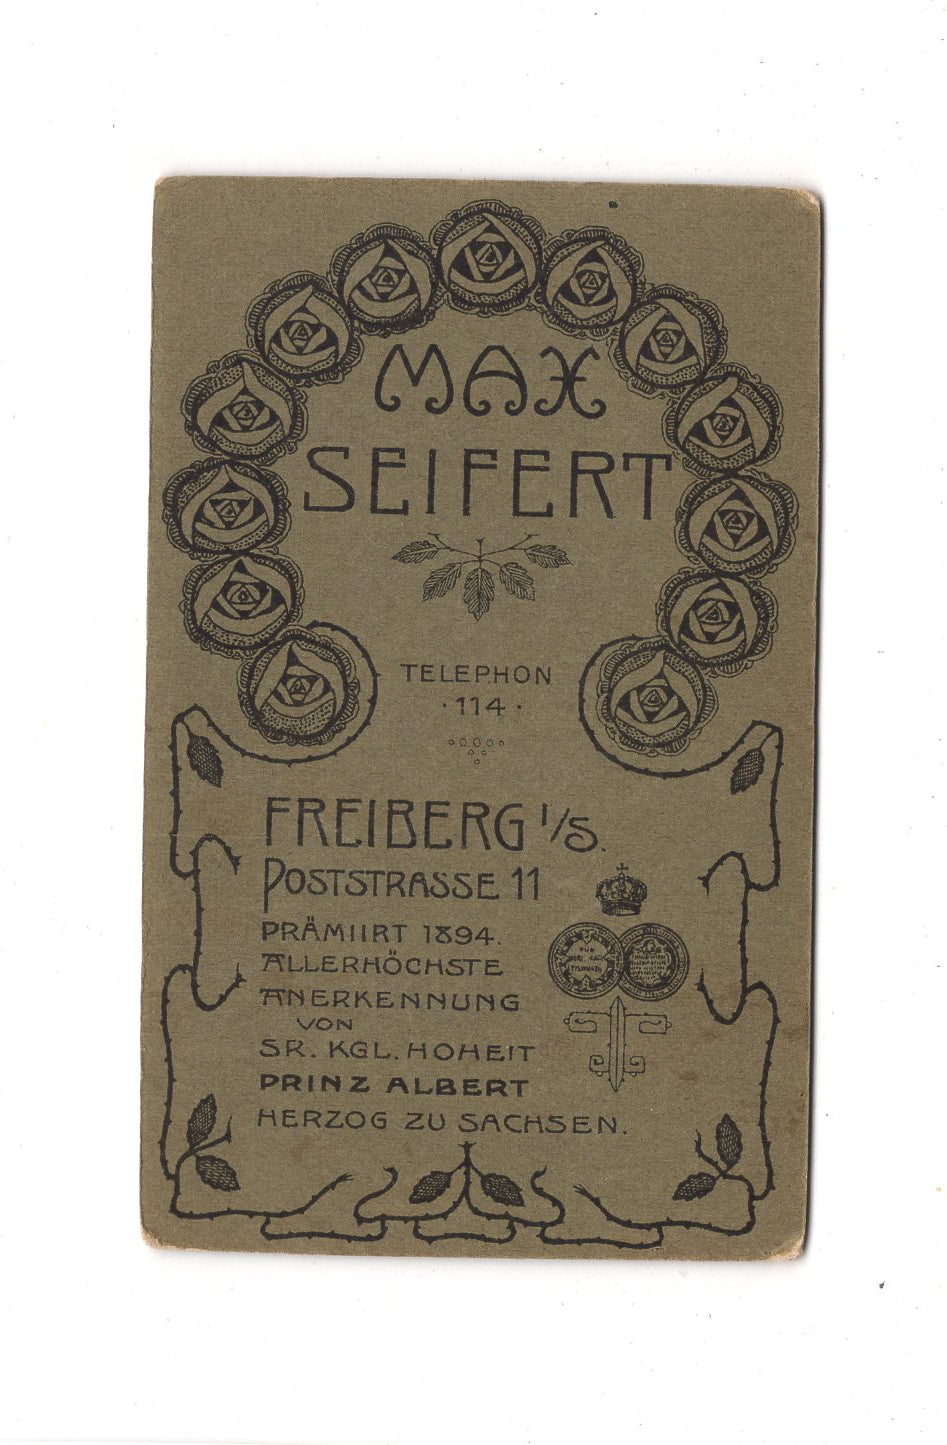 MAX
SEIFERT
TELEPHON
· 114 ·
FREIBERG I/S.
POSTSTRASSE 11
PRÄMIIRT 1894.
ALLERHÖCHSTE
ANERKENNUNG
VON
SR. KGL. HOHEIT
PRINZ ALBERT
HERZOG ZU SACHSEN.